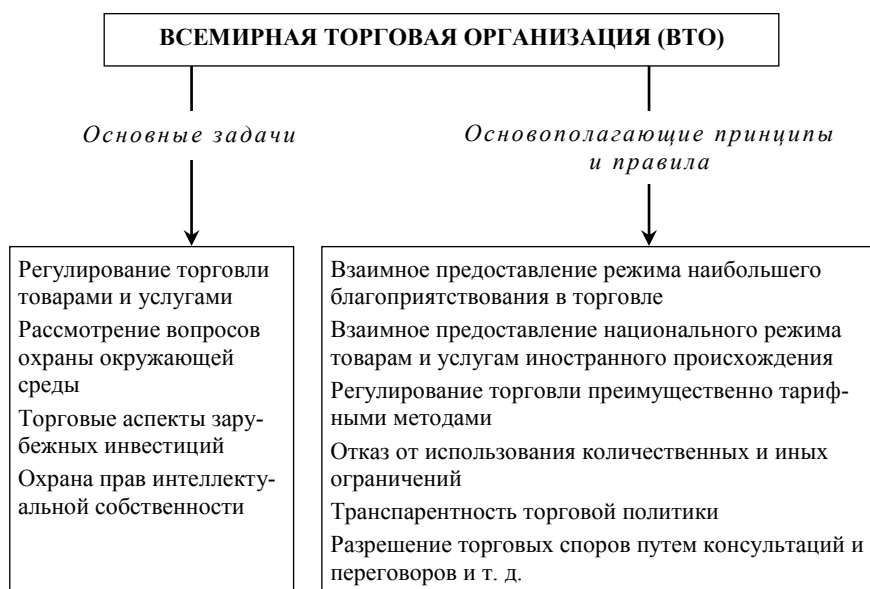 ВСЕМИРНАЯ ТОРГОВАЯ ОРГАНИЗАЦИЯ (ВТО)
Основные задачи
Основополагающие принципы
и правила
Регулирование торговли
товарами и услугами
Рассмотрение вопросов
охраны окружающей
среды
Торговые аспекты зару-
бежных инвестиций
Охрана прав интеллекту-
альной собственности
Взаимное предоставление режима наибольшего
благоприятствования в торговле
Взаимное предоставление национального режима
товарам и услугам иностранного происхождения
Регулирование торговли преимущественно тариф-
ными методами
Отказ от использования количественных и иных
ограничений
Транспарентность торговой политики
Разрешение торговых споров путем консультаций и
переговоров и т. д.